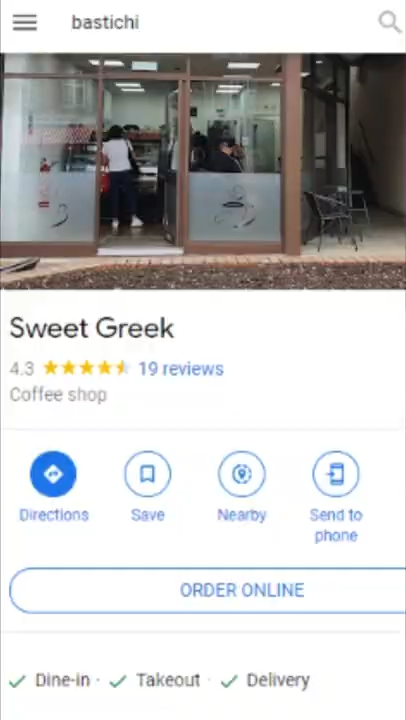 bastichi
Sweet Greek
4.3 19 reviews
Coffee shop
Directions Save Nearby Send to phone
ORDER ONLINE
Dine-in · Takeout · Delivery